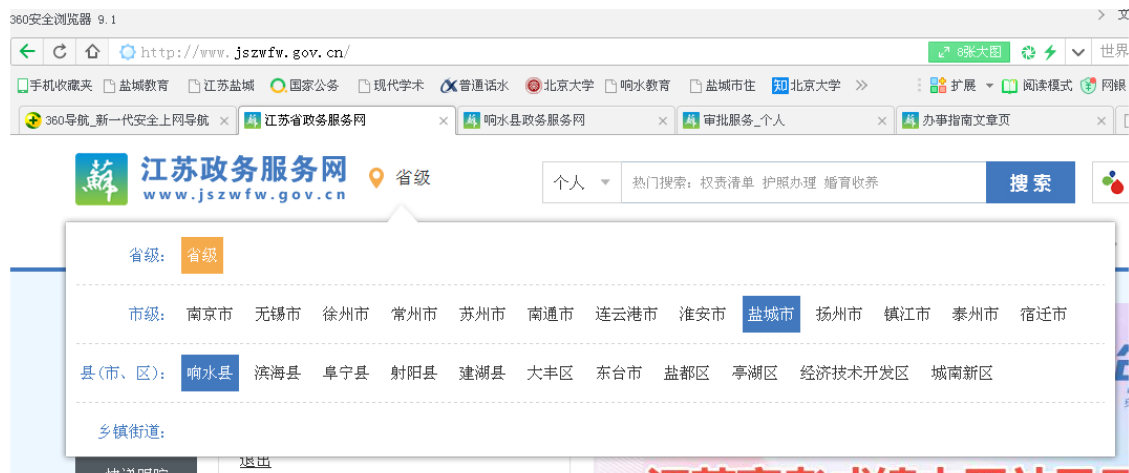 360安全浏览器 9.1
http://www.jszwfw.gov.cn/ 8张大图 世界
手机收藏夹 盐城教育 江苏盐城 国家公务 现代学术 普通话水 北京大学 响水教育 盐城市住 知 北京大学 扩展 阅读模式 网银
360导航_新一代安全上网导航 江苏省政务服务网 响水县政务服务网 审批服务_个人 办事指南文章页
苏 江苏政务服务网 省级 个人 热门搜索: 权责清单 护照办理 婚育收养 搜索
www.jszwfw.gov.cn
省级: 省级
市级: 南京市 无锡市 徐州市 常州市 苏州市 南通市 连云港市 淮安市 盐城市 扬州市 镇江市 泰州市 宿迁市
县(市、区): 响水县 滨海县 阜宁县 射阳县 建湖县 大丰区 东台市 盐都区 亭湖区 经济技术开发区 城南新区
乡镇街道:
退出